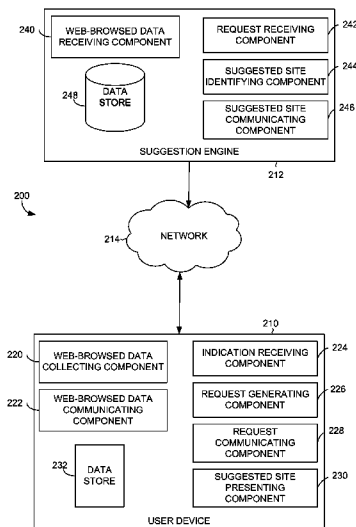 240
WEB-BROWSED DATA
RECEIVING COMPONENT
REQUEST RECEIVING
COMPONENT
242
DATA
STORE
248
SUGGESTED SITE
IDENTIFYING COMPONENT
244
SUGGESTED SITE
COMMUNICATING
COMPONENT
246
SUGGESTION ENGINE
212
200
NETWORK
214
210
220
WEB-BROWSED DATA
COLLECTING COMPONENT
INDICATION RECEIVING
COMPONENT
224
222
WEB-BROWSED DATA
COMMUNICATING
COMPONENT
REQUEST GENERATING
COMPONENT
226
REQUEST
COMMUNICATING
COMPONENT
228
232
DATA
STORE
SUGGESTED SITE
PRESENTING
COMPONENT
230
USER DEVICE